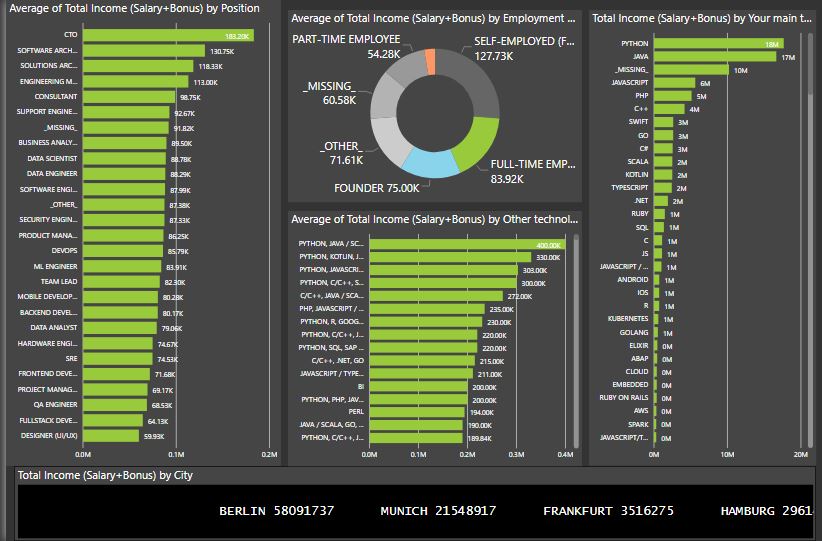 Average of Total Income (Salary+Bonus) by Position
CTO 183.20K
SOFTWARE ARCH... 130.75K
SOLUTIONS ARC... 118.33K
ENGINEERING M... 113.00K
CONSULTANT 98.75K
SUPPORT ENGINE... 92.67K
_MISSING_ 91.82K
BUSINESS ANALY... 89.50K
DATA SCIENTIST 88.78K
DATA ENGINEER 88.29K
SOFTWARE ENGI... 87.99K
_OTHER_ 87.38K
SECURITY ENGIN... 87.33K
PRODUCT MANA... 86.25K
DEVOPS 85.79K
ML ENGINEER 83.91K
TEAM LEAD 82.30K
MOBILE DEVELOP... 80.28K
BACKEND DEVEL... 80.17K
DATA ANALYST 79.06K
HARDWARE ENGI... 74.67K
SRE 74.53K
FRONTEND DEVE... 71.68K
PROJECT MANAG... 69.17K
QA ENGINEER 68.53K
FULLSTACK DEVE... 64.13K
DESIGNER (UI/UX) 59.93K
0.0M 0.1M 0.2M
Average of Total Income (Salary+Bonus) by Employment ...
PART-TIME EMPLOYEE
54.28K
SELF-EMPLOYED (F...
127.73K
_MISSING_
60.58K
_OTHER_
71.61K
FULL-TIME EMP...
83.92K
FOUNDER 75.00K
Average of Total Income (Salary+Bonus) by Other technol...
PYTHON, JAVA / SC... 400.00K
PYTHON, KOTLIN, J... 330.00K
PYTHON, JAVASCRI... 303.00K
PYTHON, C/C++, S... 300.00K
C/C++, JAVA / SCA... 272.00K
PHP, JAVASCRIPT / ... 235.00K
PYTHON, R, GOOG... 230.00K
PYTHON, C/C++, J... 220.00K
PYTHON, SQL, SAP ... 220.00K
C/C++, .NET, GO 215.00K
JAVASCRIPT / TYPE... 211.00K
BI 200.00K
PYTHON, PHP, JAV... 200.00K
PERL 194.00K
JAVA / SCALA, GO, ... 190.00K
PYTHON, C/C++, J... 189.84K
0.0M 0.1M 0.2M 0.3M 0.4M
Total Income (Salary+Bonus) by Your main t...
PYTHON 18M
JAVA 17M
_MISSING_ 10M
JAVASCRIPT 6M
PHP 5M
C++ 4M
SWIFT 3M
GO 3M
C# 3M
SCALA 2M
KOTLIN 2M
TYPESCRIPT 2M
.NET 2M
RUBY 1M
SQL 1M
C 1M
JS 1M
JAVASCRIPT / ... 1M
ANDROID 1M
IOS 1M
R 1M
KUBERNETES 1M
GOLANG 1M
ELIXIR 0M
ABAP 0M
CLOUD 0M
EMBEDDED 0M
RUBY ON RAILS 0M
AWS 0M
SPARK 0M
JAVASCRIPT/T... 0M
0M 10M 20M
Total Income (Salary+Bonus) by City
BERLIN 58091737 MUNICH 21548917 FRANKFURT 3516275 HAMBURG 29614